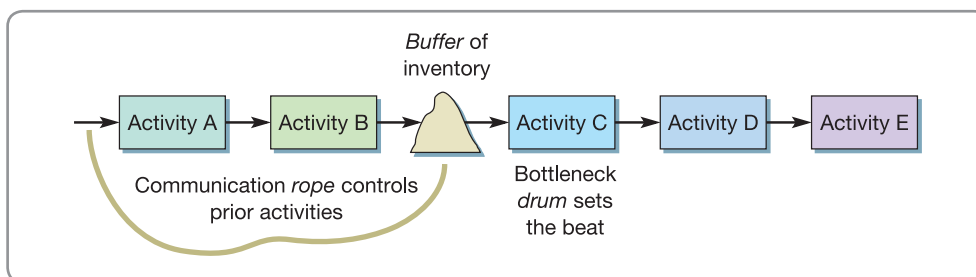 Buffer of
inventory
Activity A
Activity B
Activity C
Activity D
Activity E
Communication rope controls
prior activities
Bottleneck
drum sets
the beat